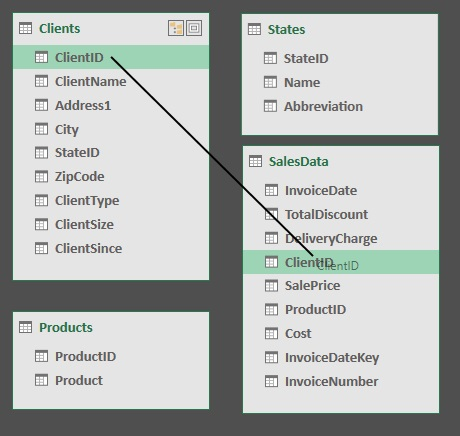 Clients
ClientID
ClientName
Address1
City
StateID
ZipCode
ClientType
ClientSize
ClientSince
States
StateID
Name
Abbreviation
SalesData
InvoiceDate
TotalDiscount
DeliveryCharge
ClientID
ClientID
SalePrice
ProductID
Cost
InvoiceDateKey
InvoiceNumber
Products
ProductID
Product